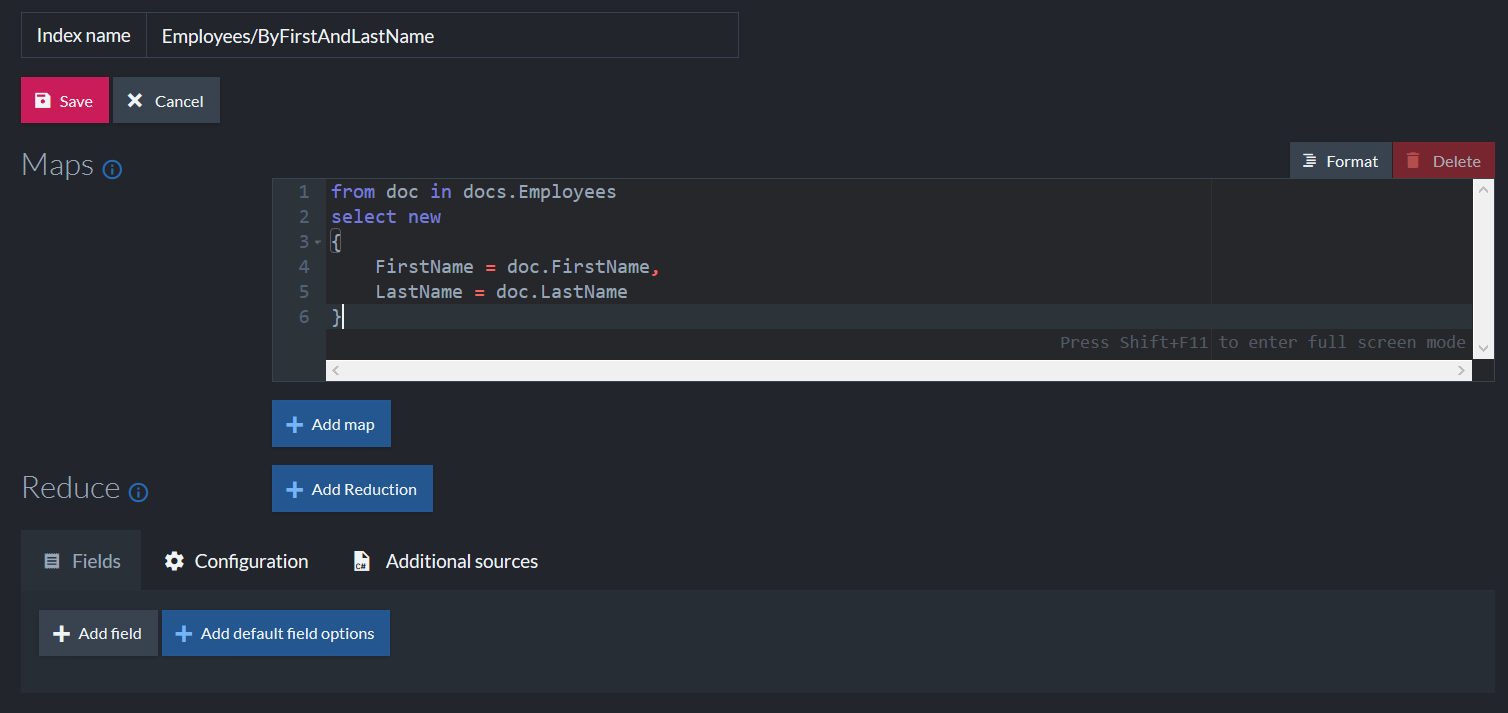 Index name Employees/ByFirstAndLastName
Save Cancel
Maps
Format Delete
1 from doc in docs.Employees
2 select new
3 {
4     FirstName = doc.FirstName,
5     LastName = doc.LastName
6 }
Press Shift+F11 to enter full screen mode
Add map
Reduce
Add Reduction
Fields Configuration C# Additional sources
Add field Add default field options